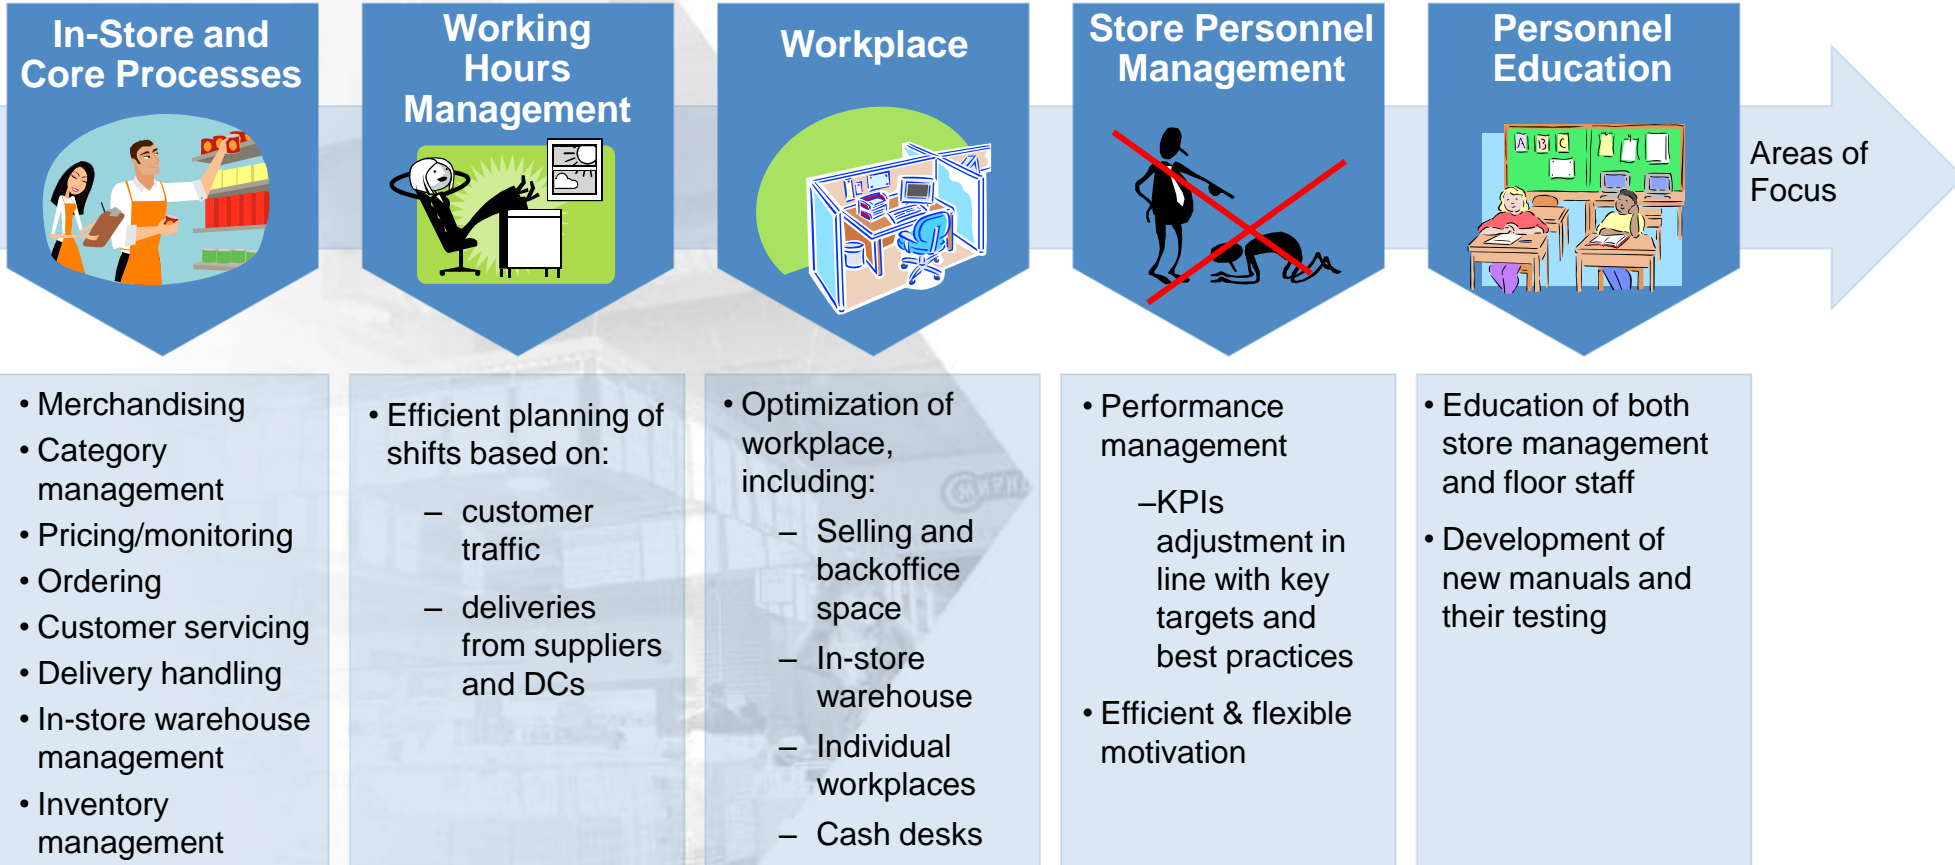 In-Store and
Core Processes
Working
Hours
Management
Workplace
Store Personnel
Management
Personnel
Education
A B C
Areas of
Focus
• Merchandising
• Category
management
• Pricing/monitoring
• Ordering
• Customer servicing
• Delivery handling
• In-store warehouse
management
• Inventory
management
• Efficient planning of
shifts based on:
– customer
traffic
– deliveries
from suppliers
and DCs
• Optimization of
workplace,
including:
– Selling and
backoffice
space
– In-store
warehouse
– Individual
workplaces
– Cash desks
• Performance
management
–KPIs
adjustment in
line with key
targets and
best practices
• Efficient & flexible
motivation
• Education of both
store management
and floor staff
• Development of
new manuals and
their testing